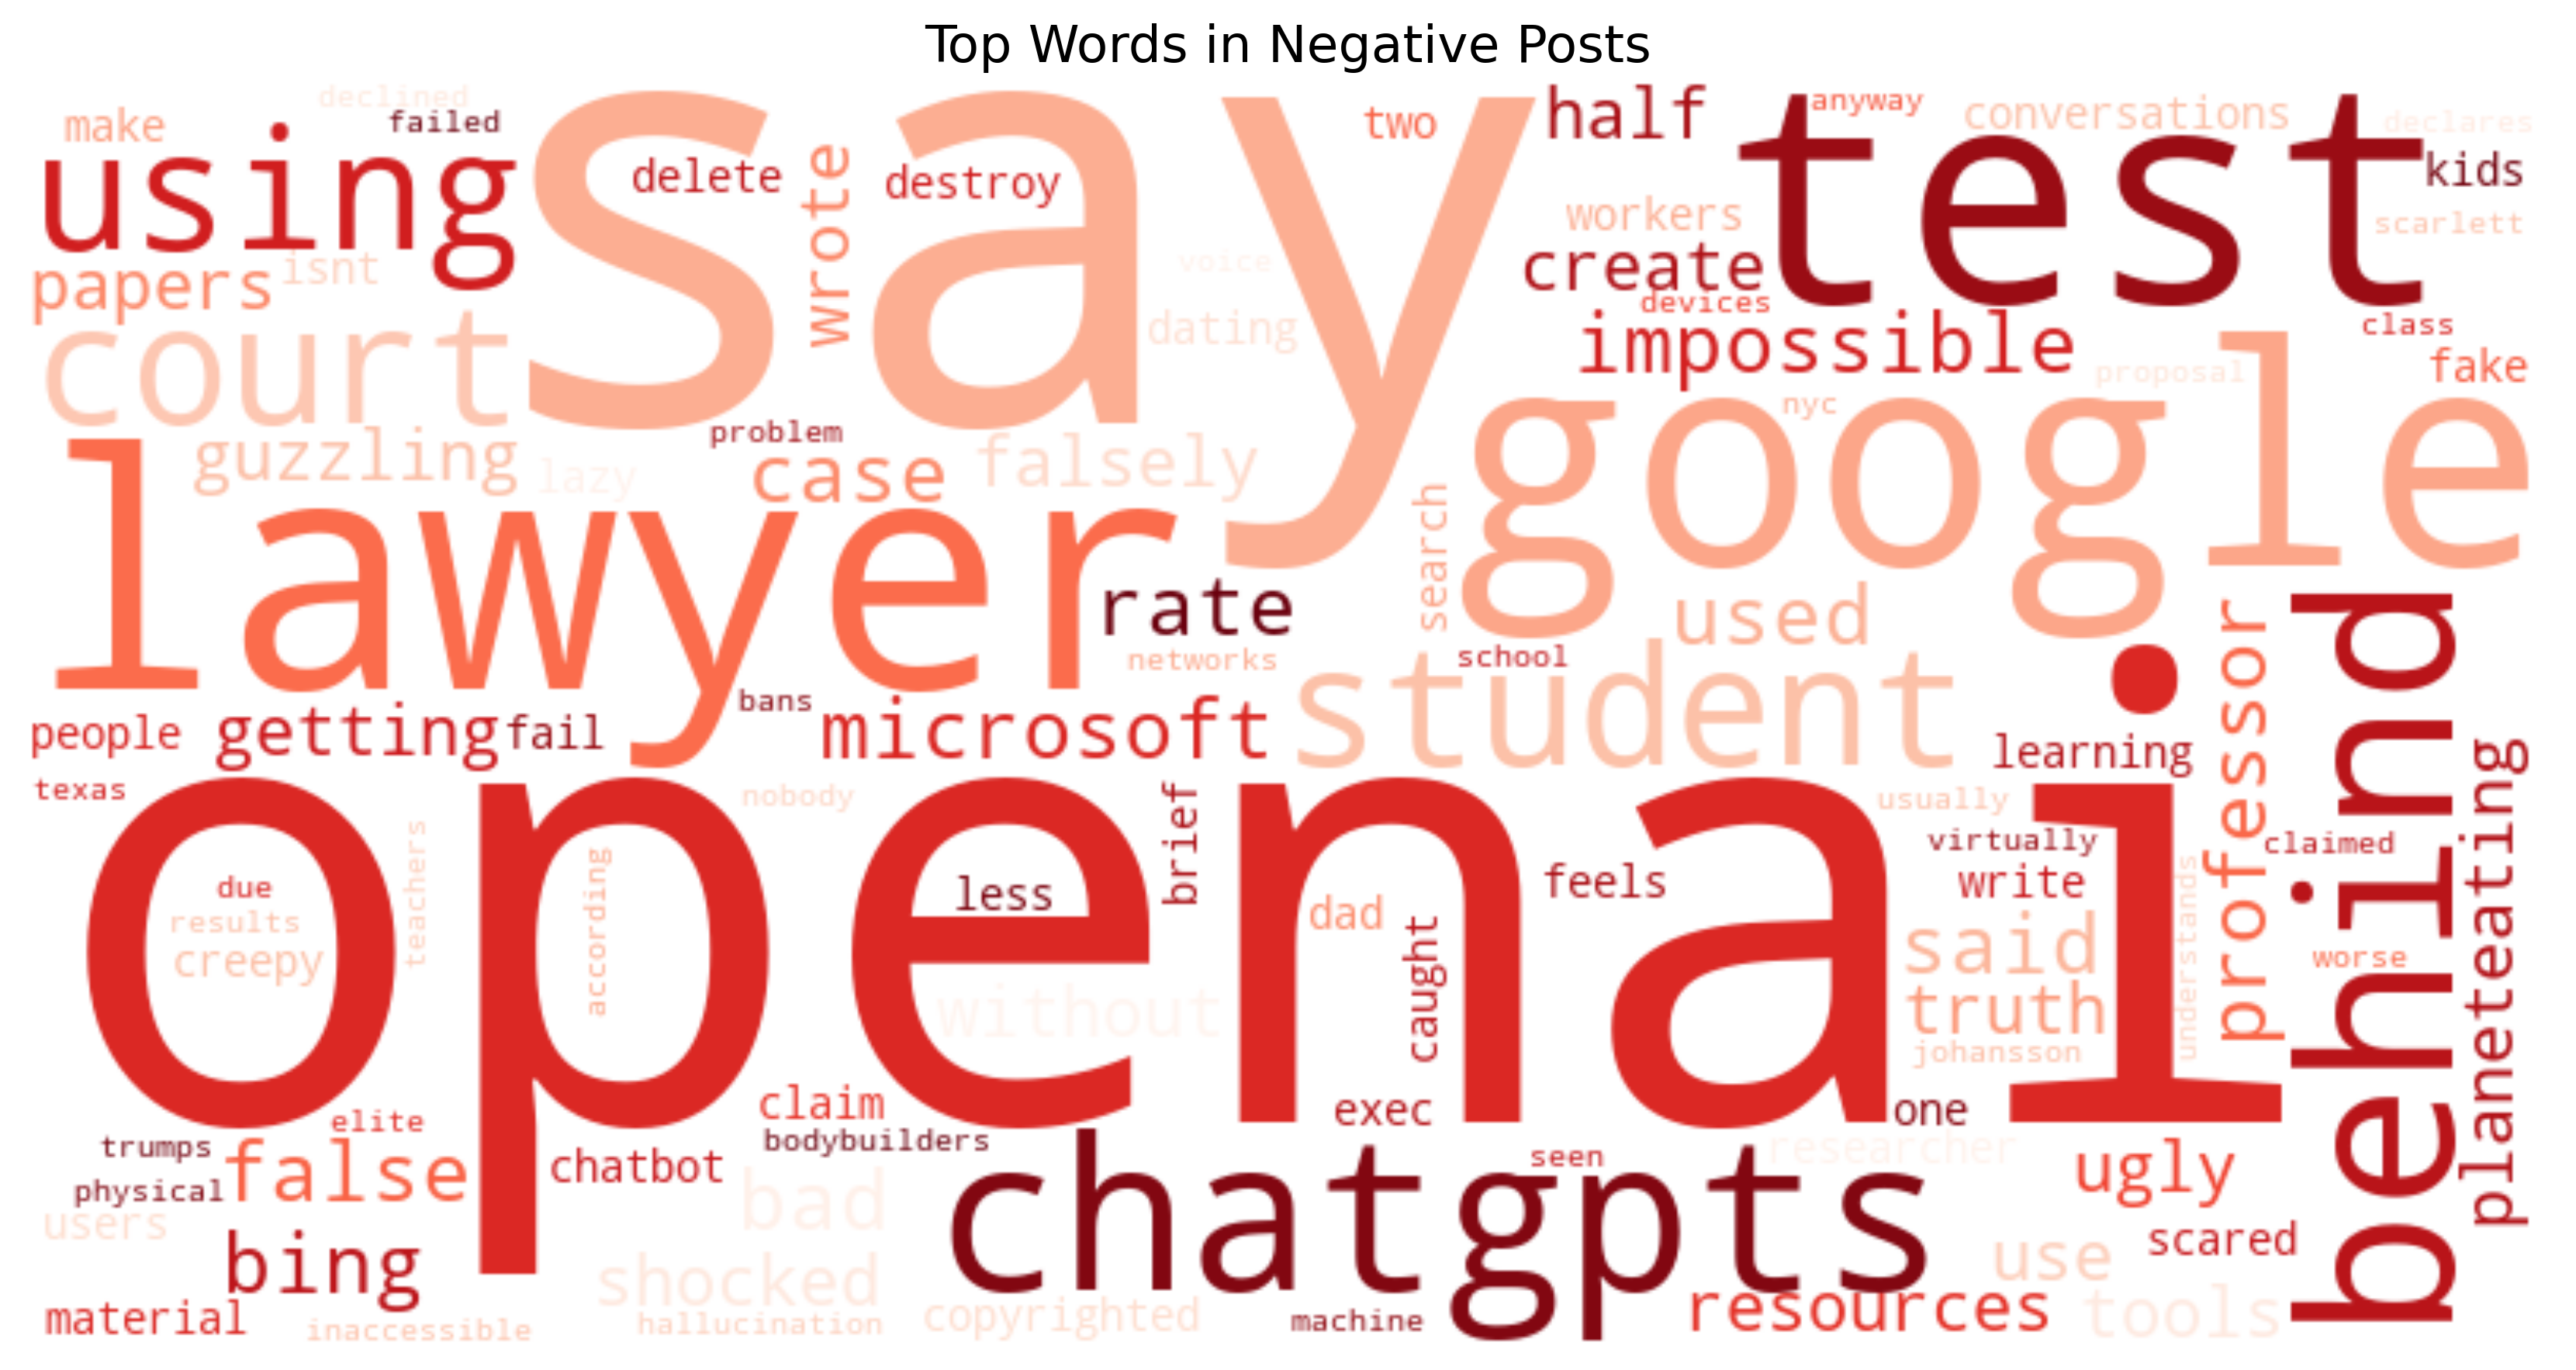 Top Words in Negative Posts
declined
make
failed
say
two
half
test
anyway
conversations
declares
using
delete
wrote
destroy
kids
workers
scarlett
papers
isnt
voice
create
devices
court
dating
impossible
class
proposal
fake
google
nyc
problem
lawyer
guzzling
lazy
case
falsely
search
rate
used
behind
networks
school
student
professor
people
getting
fail
bans
microsoft
learning
planeteating
texas
openai
nobody
brief
usually
teachers
according
virtually
claimed
due
less
feels
write
results
dad
said
understands
creepy
caught
worse
without
truth
johansson
claim
exec
one
elite
trumps
bodybuilders
false
chatbot
chatgpts
seen
researcher
ugly
physical
bad
users
bing
shocked
use
scared
material
inaccessible
hallucination
copyrighted
machine
resources
tools